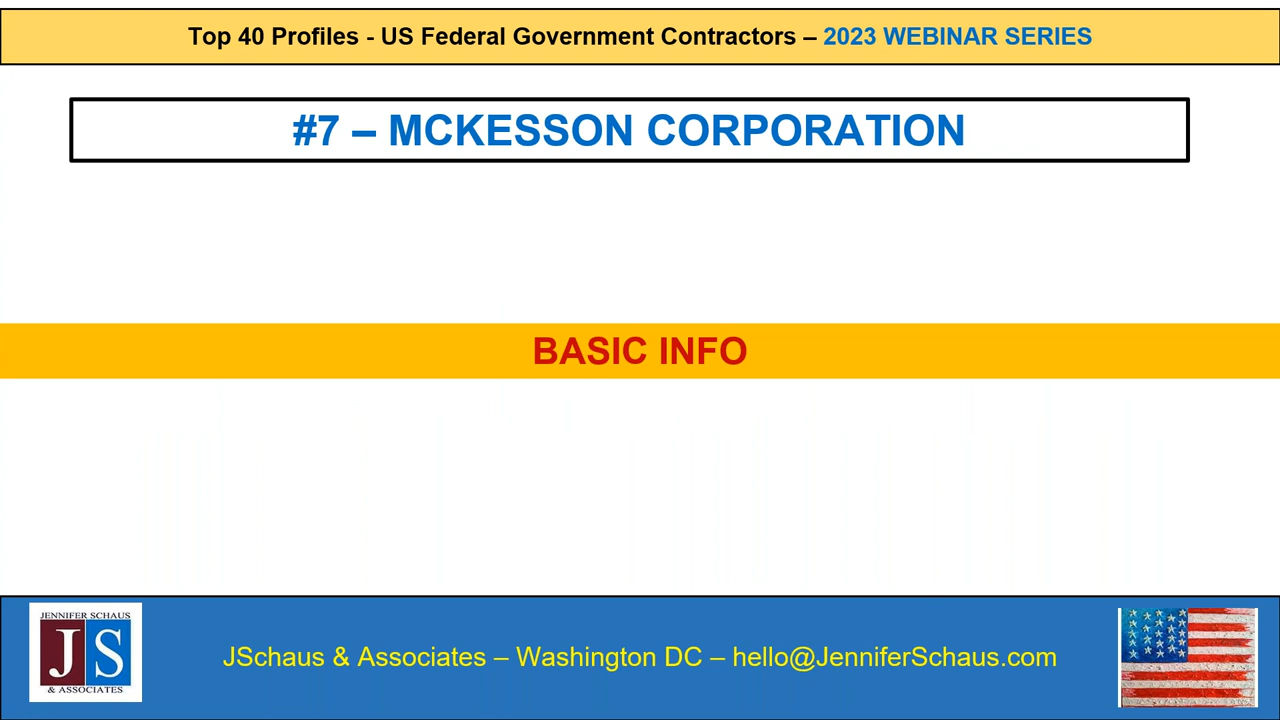 Top 40 Profiles - US Federal Government Contractors – 2023 WEBINAR SERIES
#7 – MCKESSON CORPORATION
BASIC INFO
JENNIFER SCHAUS
JS
& ASSOCIATES
JSchaus & Associates – Washington DC – hello@JenniferSchaus.com